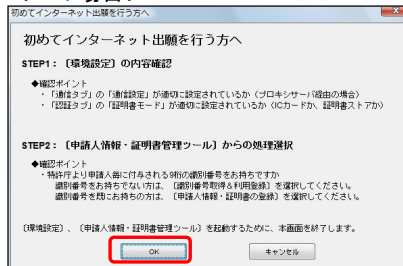 初めてインターネット出願を行う方へ
初めてインターネット出願を行う方へ
STEP1：〔環境設定〕の内容確認
◆確認ポイント
・「通信タブ」の「通信設定」が適切に設定されているか（プロキシサーバ経由の場合）
・「認証タブ」の「証明書モード」が適切に設定されているか（ICカードか、証明書ストアか）
STEP2：〔申請人情報・証明書管理ツール〕からの処理選択
◆確認ポイント
・特許庁より申請人毎に付与される9桁の識別番号をお持ちですか
識別番号をお持ちでない方は、〔識別番号取得&利用登録〕を選択してください。
識別番号を既にお持ちの方は、〔申請人情報・証明書の登録〕を選択してください。
〔環境設定〕、〔申請人情報・証明書管理ツール〕を起動するために、本画面を終了します。
OK
キャンセル